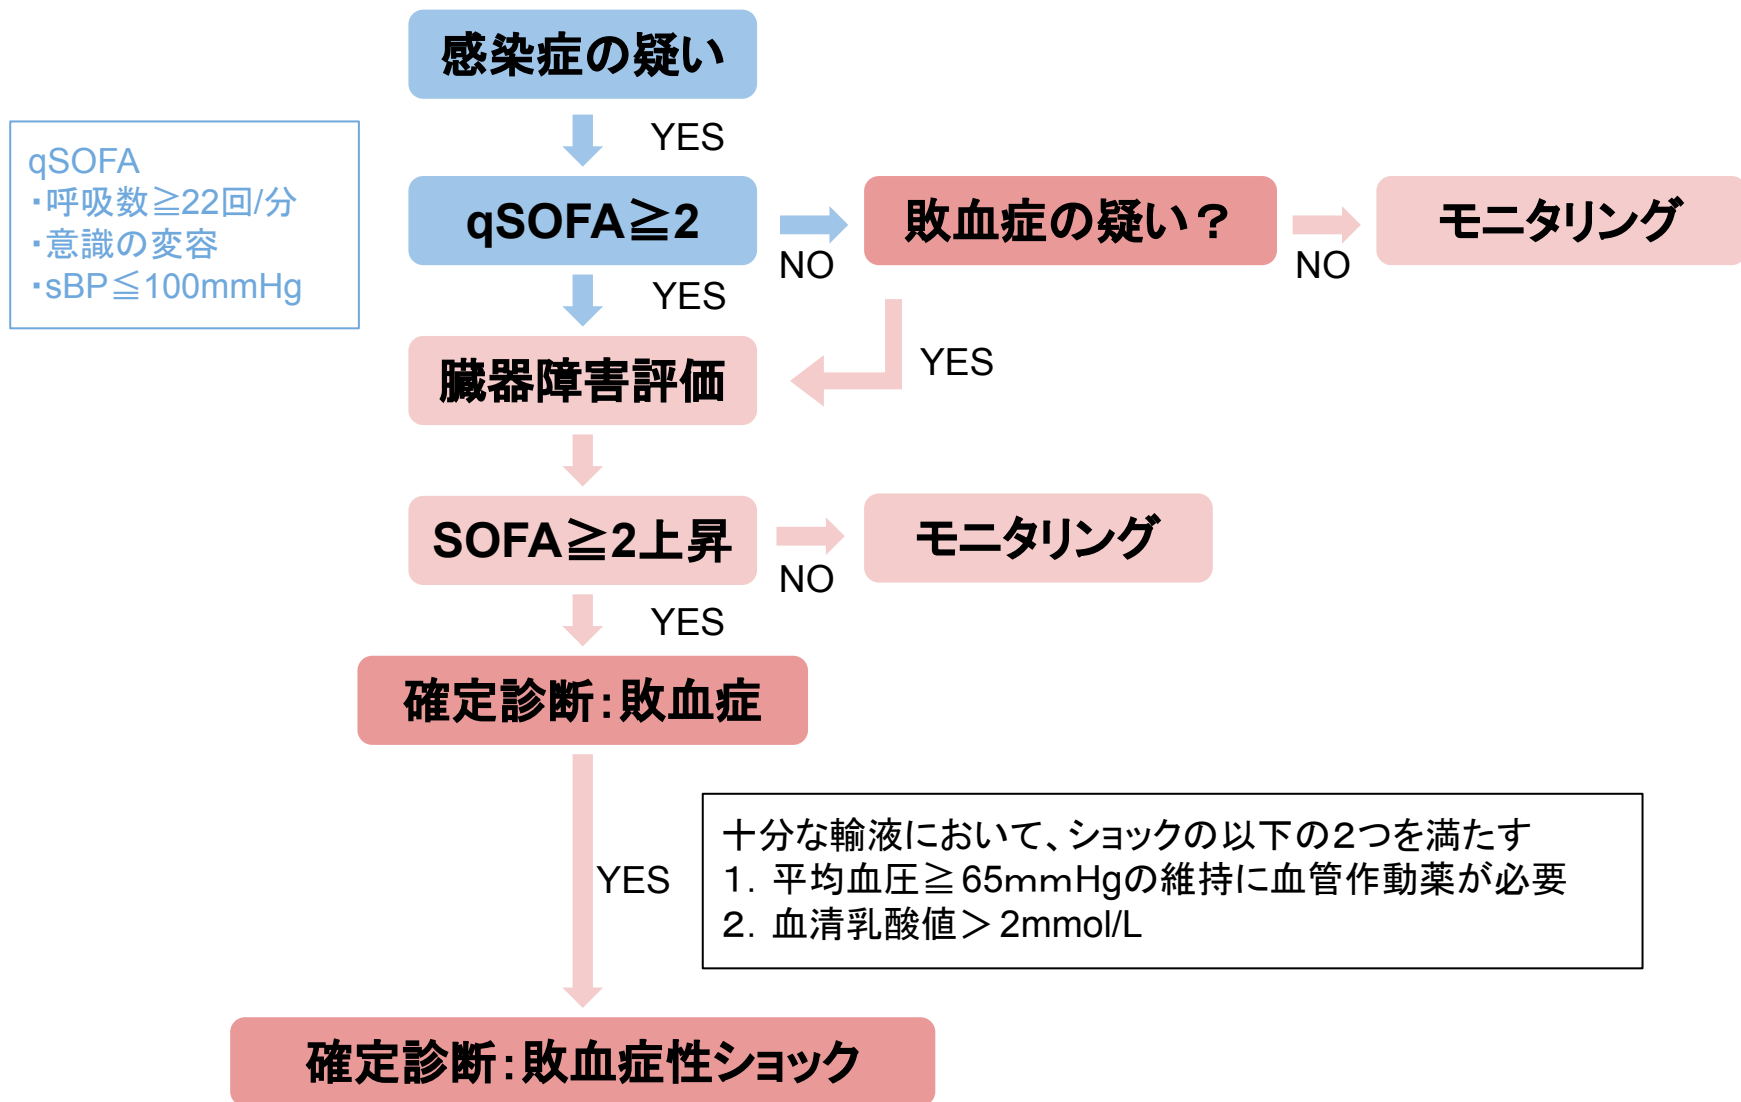 感染症の疑い
YES
qSOFA
・呼吸数≧22回/分
・意識の変容
・sBP≦100mmHg
qSOFA≧2
NO
敗血症の疑い？
NO
モニタリング
YES
YES
臓器障害評価
SOFA≧2上昇
NO
モニタリング
YES
確定診断：敗血症
YES
十分な輸液において、ショックの以下の２つを満たす
１．平均血圧≧65mmHgの維持に血管作動薬が必要
２．血清乳酸値＞2mmol/L
確定診断：敗血症性ショック